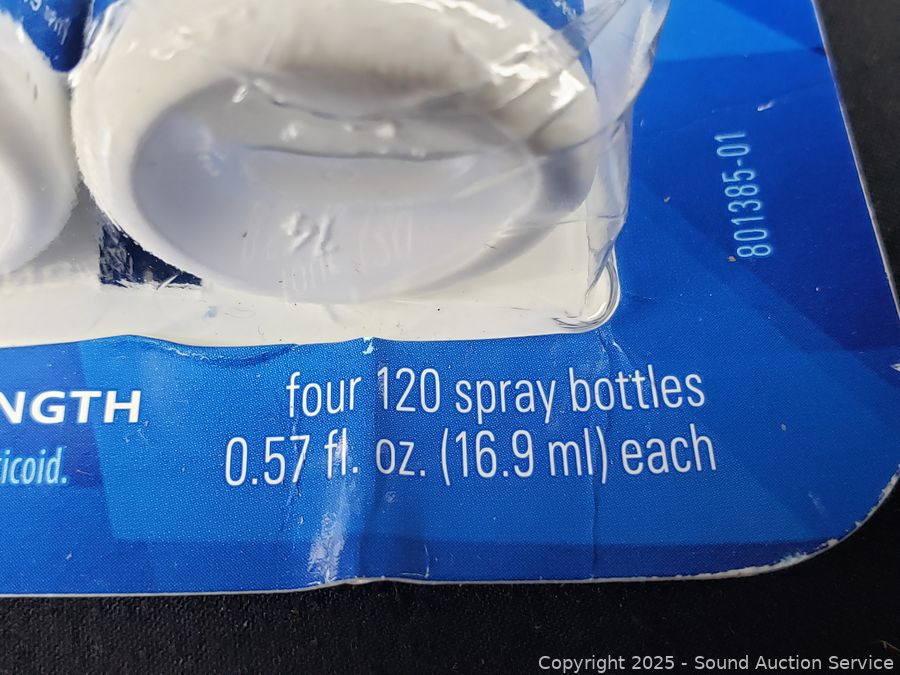 801385-01
NGTH
icoid.
four 120 spray bottles
0.57 fl. oz. (16.9 ml) each
Copyright © 2025 - Sound Auction Service